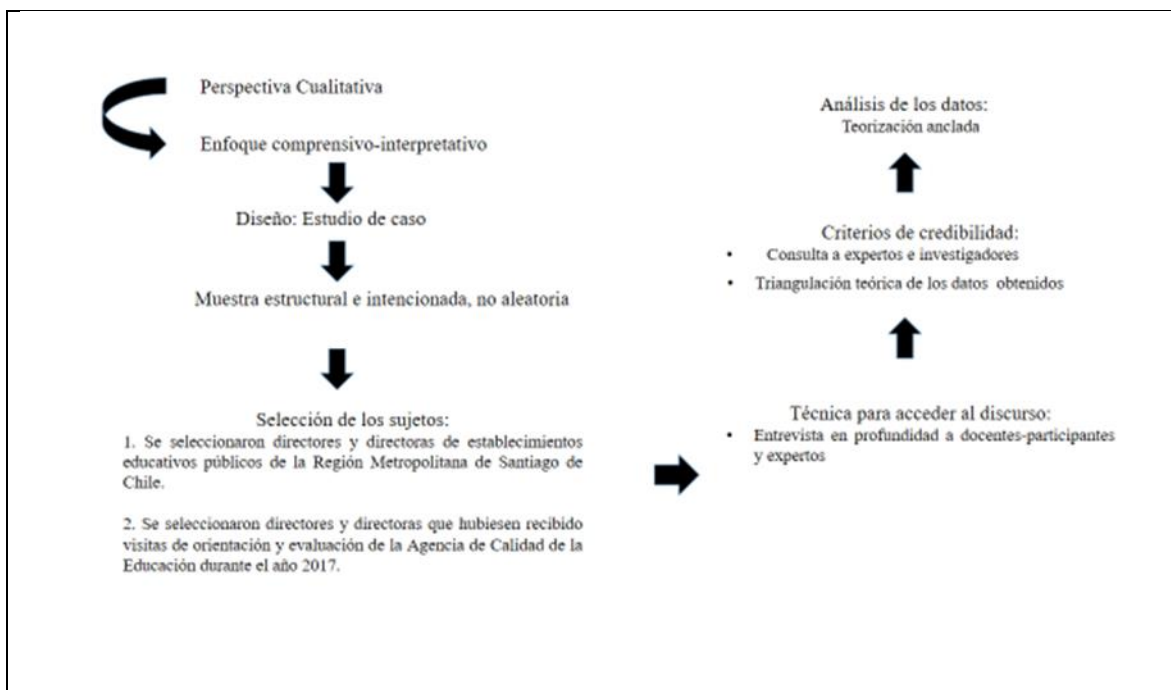 Perspectiva Cualitativa
Enfoque comprensivo-interpretativo
Diseño: Estudio de caso
Muestra estructural e intencionada, no aleatoria
Selección de los sujetos:
1. Se seleccionaron directores y directoras de establecimientos
educativos públicos de la Región Metropolitana de Santiago de
Chile.
2. Se seleccionaron directores y directoras que hubiesen recibido
visitas de orientación y evaluación de la Agencia de Calidad de la
Educación durante el año 2017.
Técnica para acceder al discurso:
• Entrevista en profundidad a docentes-participantes
y expertos
Criterios de credibilidad:
• Consulta a expertos e investigadores
• Triangulación teórica de los datos obtenidos
Análisis de los datos:
Teorización anclada